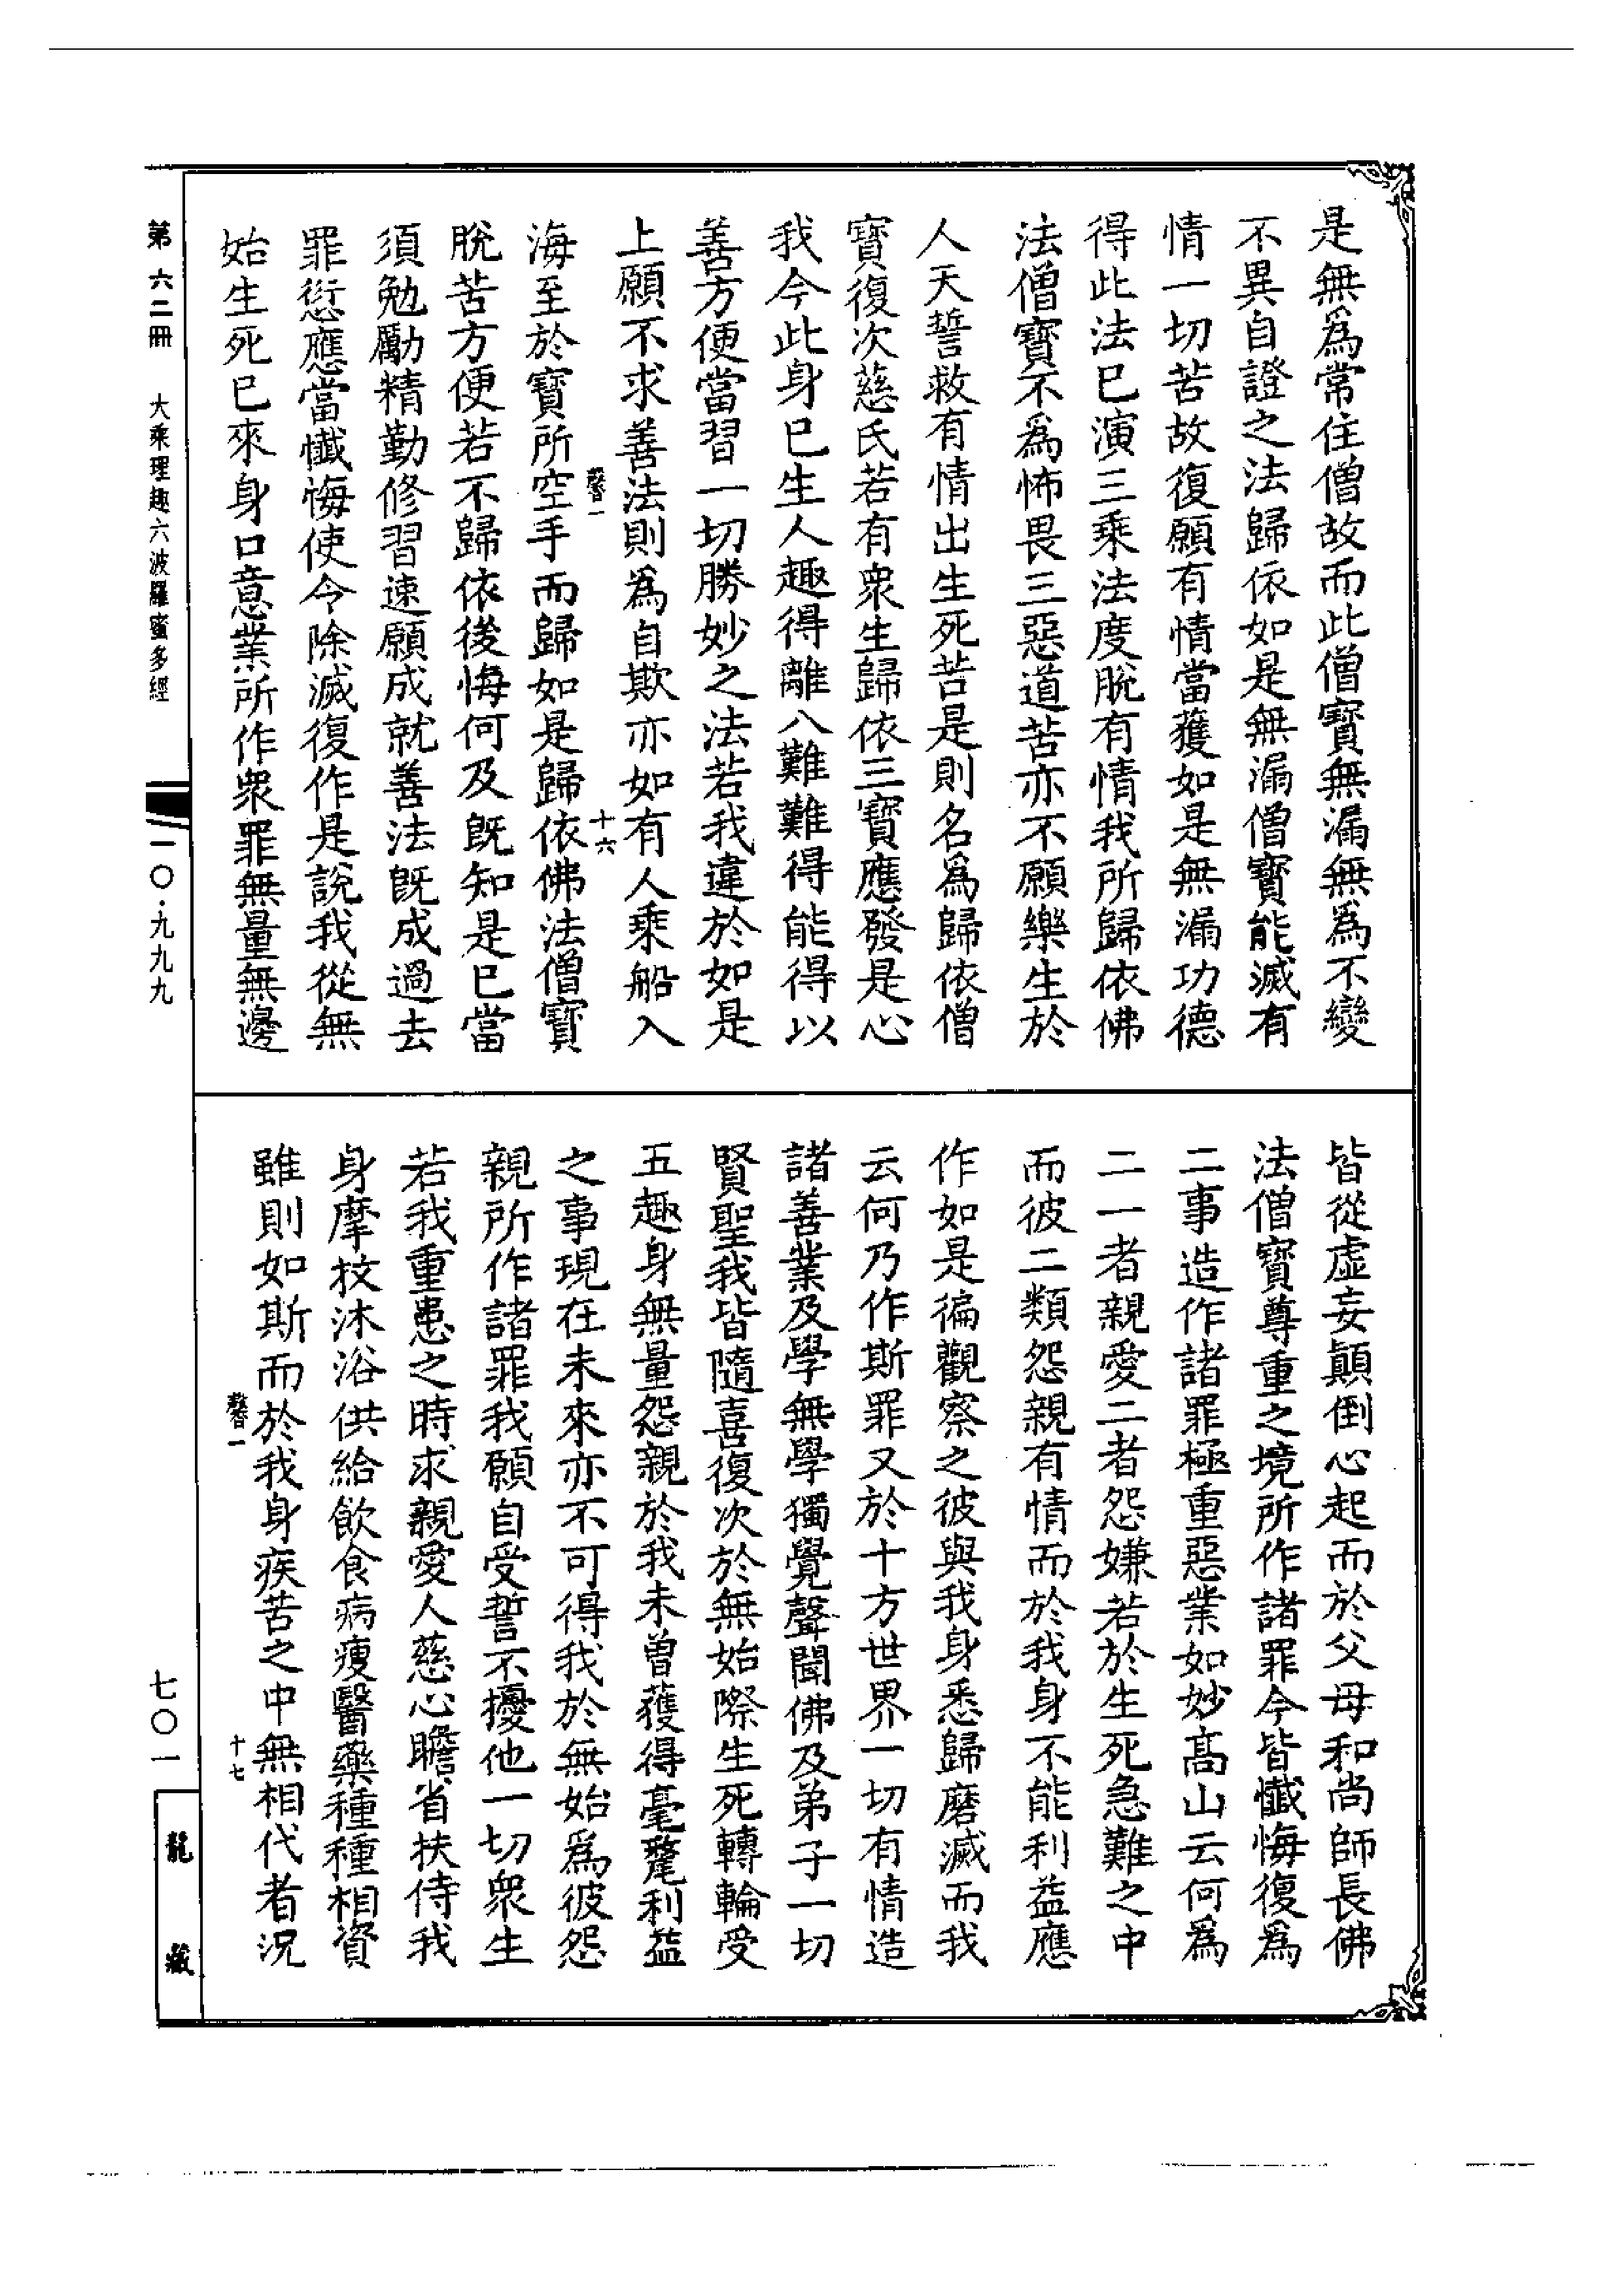 是無為常住僧故而此僧寶無漏無為不變
不異自證之法歸依如是無漏僧寶能滅有
情一切苦故復願有情當獲如是無漏功德
得此法已演三乘法度脫有情我所歸依佛
法僧寶不為怖畏三惡道苦亦不願樂生於
人天誓救有情出生死苦是則名為歸依僧
寶復次慈氏若有衆生歸依三寶應發是心
我今此身已生人趣得離八難難得能得以
善方便當習一切勝妙之法若我違於如是
上願不求善法則為自欺亦如有人乘船入
馨一
十六
海至於寶所空手而歸如是歸依佛法僧寶
脫苦方便若不歸依後悔何及旣知是已當
須勉勵精勤修習速願成就善法旣成過去
罪愆應當懺悔使令除滅復作是說我從無
始生死已來身口意業所作衆罪無量無邊
皆從虛妄顛倒心起而於父母和尚師長佛
法僧寶尊重之境所作諸罪今皆懺悔復為
二事造作諸罪極重惡業如妙高山云何為
二一者親愛二者怨嫌若於生死急難之中
而彼二類怨親有情而於我身不能利益應
作如是徧觀察之彼與我身悉歸磨滅而我
云何乃作斯罪又於十方世界一切有情造
諸善業及學無學獨覺聲聞佛及弟子一切
賢聖我皆隨喜復次於無始際生死轉輪受
五趣身無量怨親於我未曾獲得毫釐利益
之事現在未來亦不可得我於無始為彼怨
親所作諸罪我願自受誓不擾他一切衆生
若我重患之時求親愛人慈心瞻省扶侍我
身摩抆沐浴供給飲食病瘦醫藥種種相資
雖則如斯而於我身疾苦之中無相代者況
馨一
十七
第六二冊
大乘理趣六波羅蜜多經
一〇·九九九
七〇一
龍藏